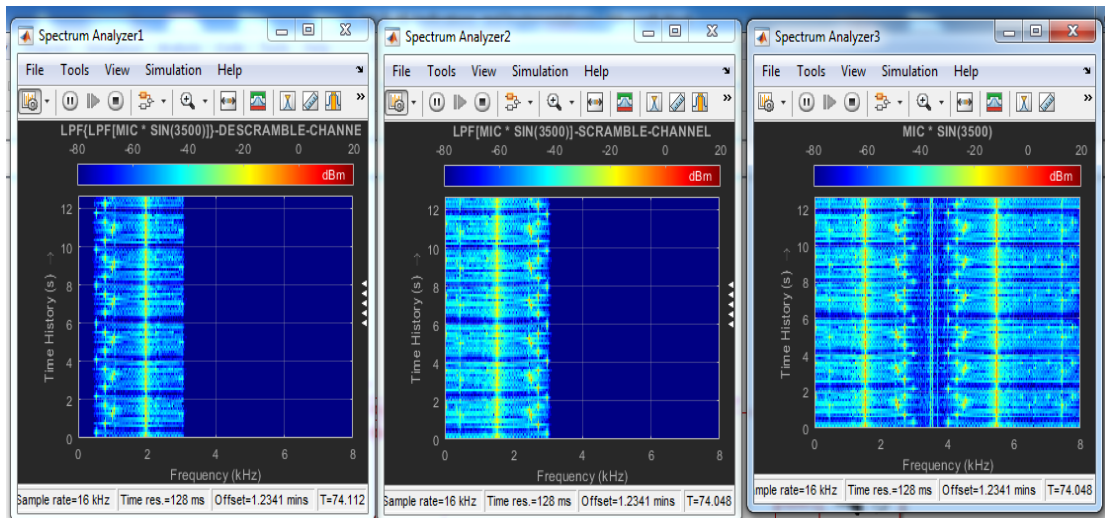 Spectrum Analyzer1
File Tools View Simulation Help
»
LPF{LPF[MIC * SIN(3500)]}-DESCRAMBLE-CHANNE
-80 -60 -40 -20 0 20
dBm
12
10
8
6
4
2
0
Time History (s) →
0 2 4 6 8
Frequency (kHz)
Sample rate=16 kHz Time res.=128 ms Offset=1.2341 mins T=74.112
Spectrum Analyzer2
File Tools View Simulation Help
»
LPF[MIC * SIN(3500)]-SCRAMBLE-CHANNEL
-80 -60 -40 -20 0 20
dBm
12
10
8
6
4
2
0
Time History (s) →
0 2 4 6 8
Frequency (kHz)
Sample rate=16 kHz Time res.=128 ms Offset=1.2341 mins T=74.048
Spectrum Analyzer3
File Tools View Simulation Help
»
MIC * SIN(3500)
-80 -60 -40 -20 0 20
dBm
12
10
8
6
4
2
0
Time History (s) →
0 2 4 6 8
Frequency (kHz)
mple rate=16 kHz Time res.=128 ms Offset=1.2341 mins T=74.048